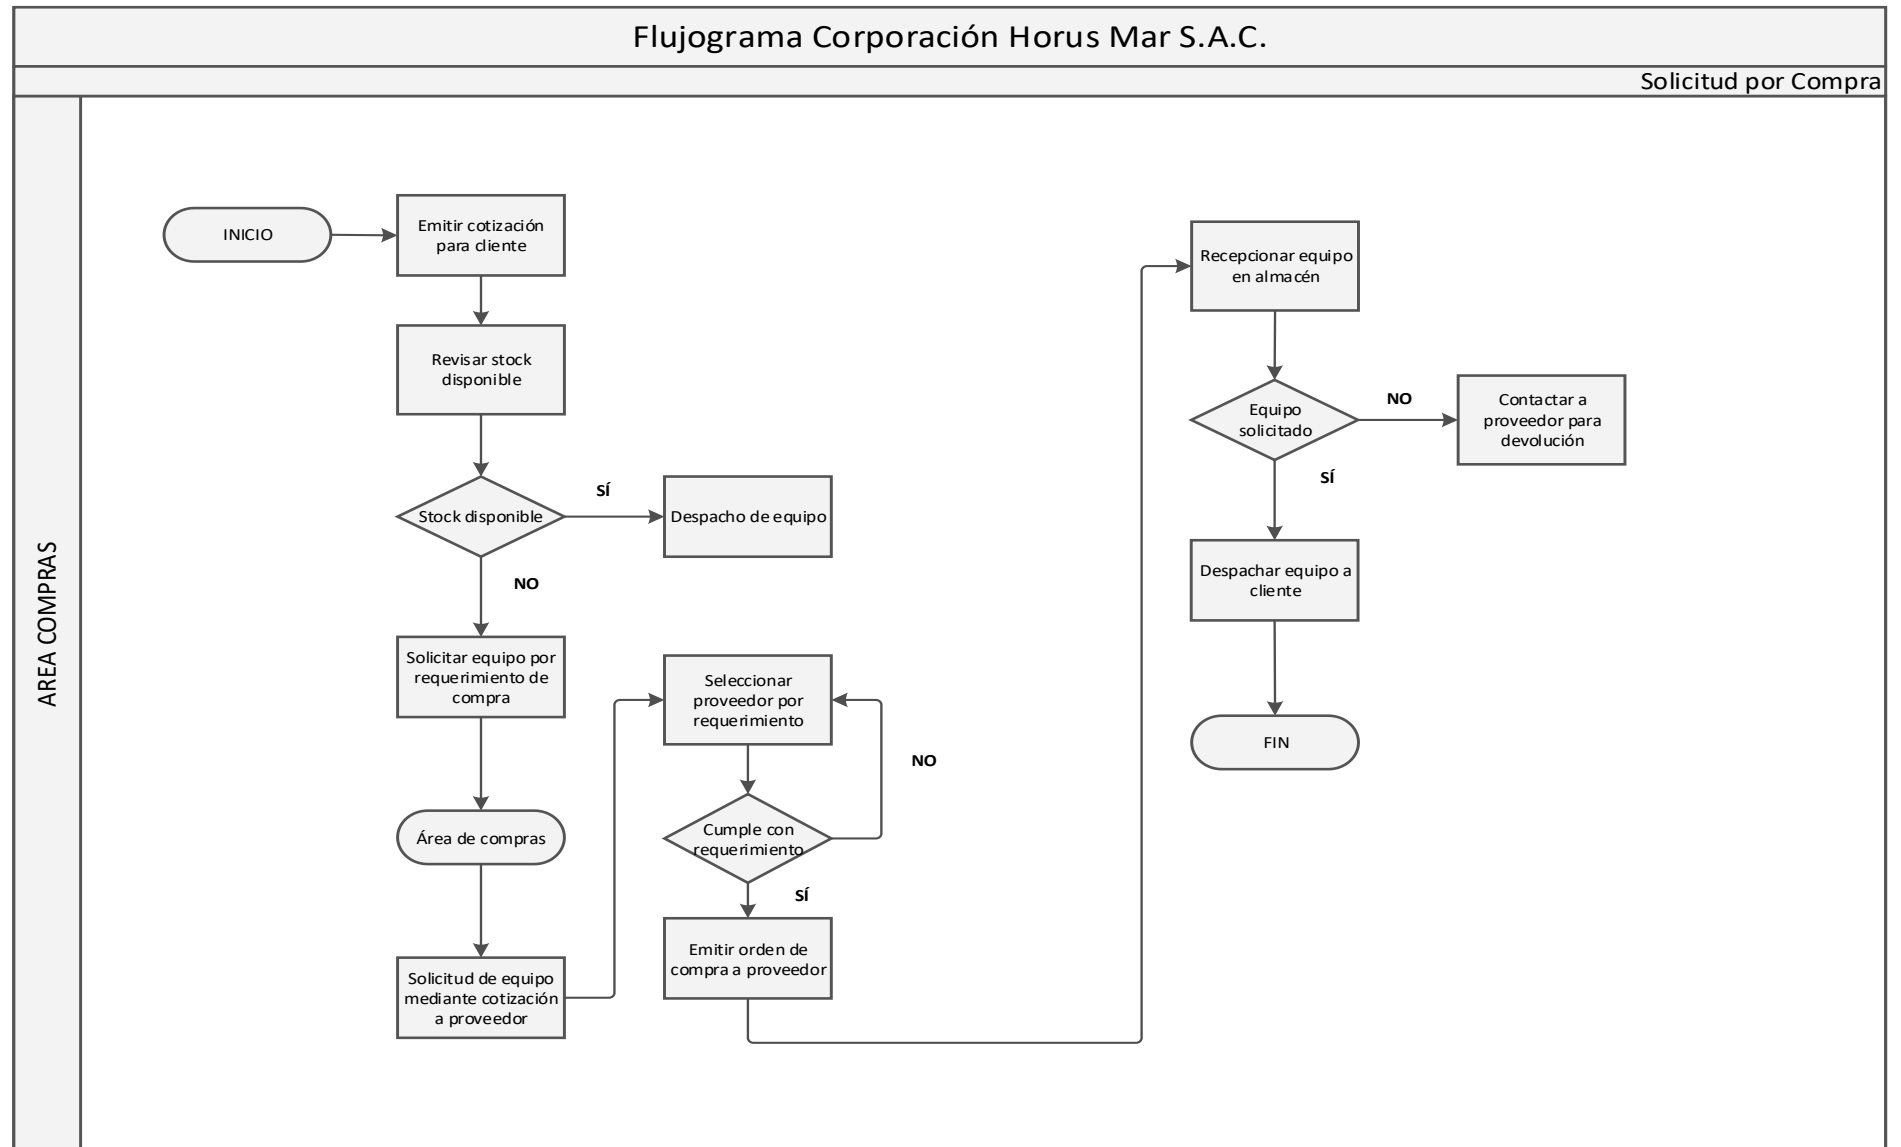 Flujograma Corporación Horus Mar S.A.C.
Solicitud por Compra
AREA COMPRAS
INICIO
Emitir cotización
para cliente
Revisar stock
disponible
Stock disponible
SÍ
Despacho de equipo
NO
Solicitar equipo por
requerimiento de
compra
Área de compras
Solicitud de equipo
mediante cotización
a proveedor
Seleccionar
proveedor por
requerimiento
NO
Cumple con
requerimiento
SÍ
Emitir orden de
compra a proveedor
Recepcionar equipo
en almacén
Equipo
solicitado
NO
Contactar a
proveedor para
devolución
SÍ
Despachar equipo a
cliente
FIN